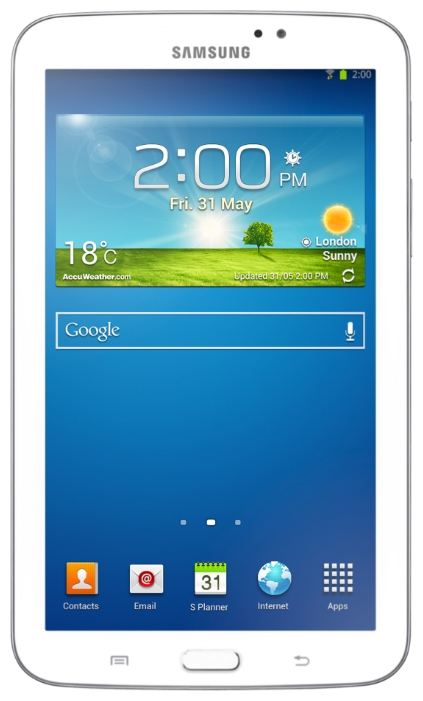 SAMSUNG
2:00
2:00 PM
Fri. 31 May
London
18°C
Sunny
AccuWeather.com
Updated 31/05 2:00 PM
Google
31
Contacts
Email
S Planner
Internet
Apps